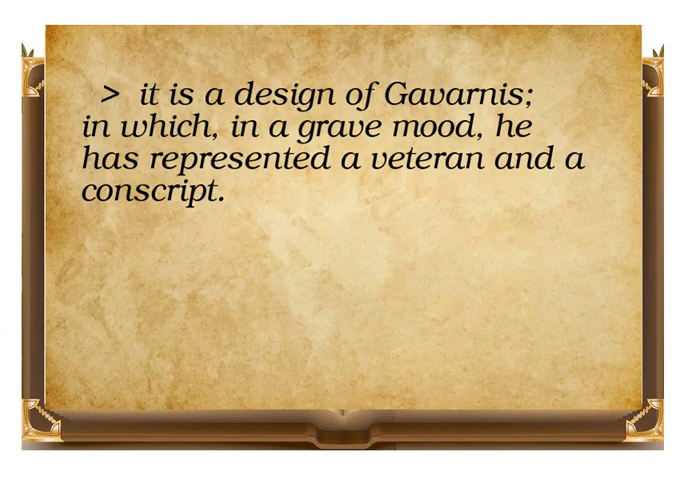 > it is a design of Gavarnis;
in which, in a grave mood, he
has represented a veteran and a
conscript.